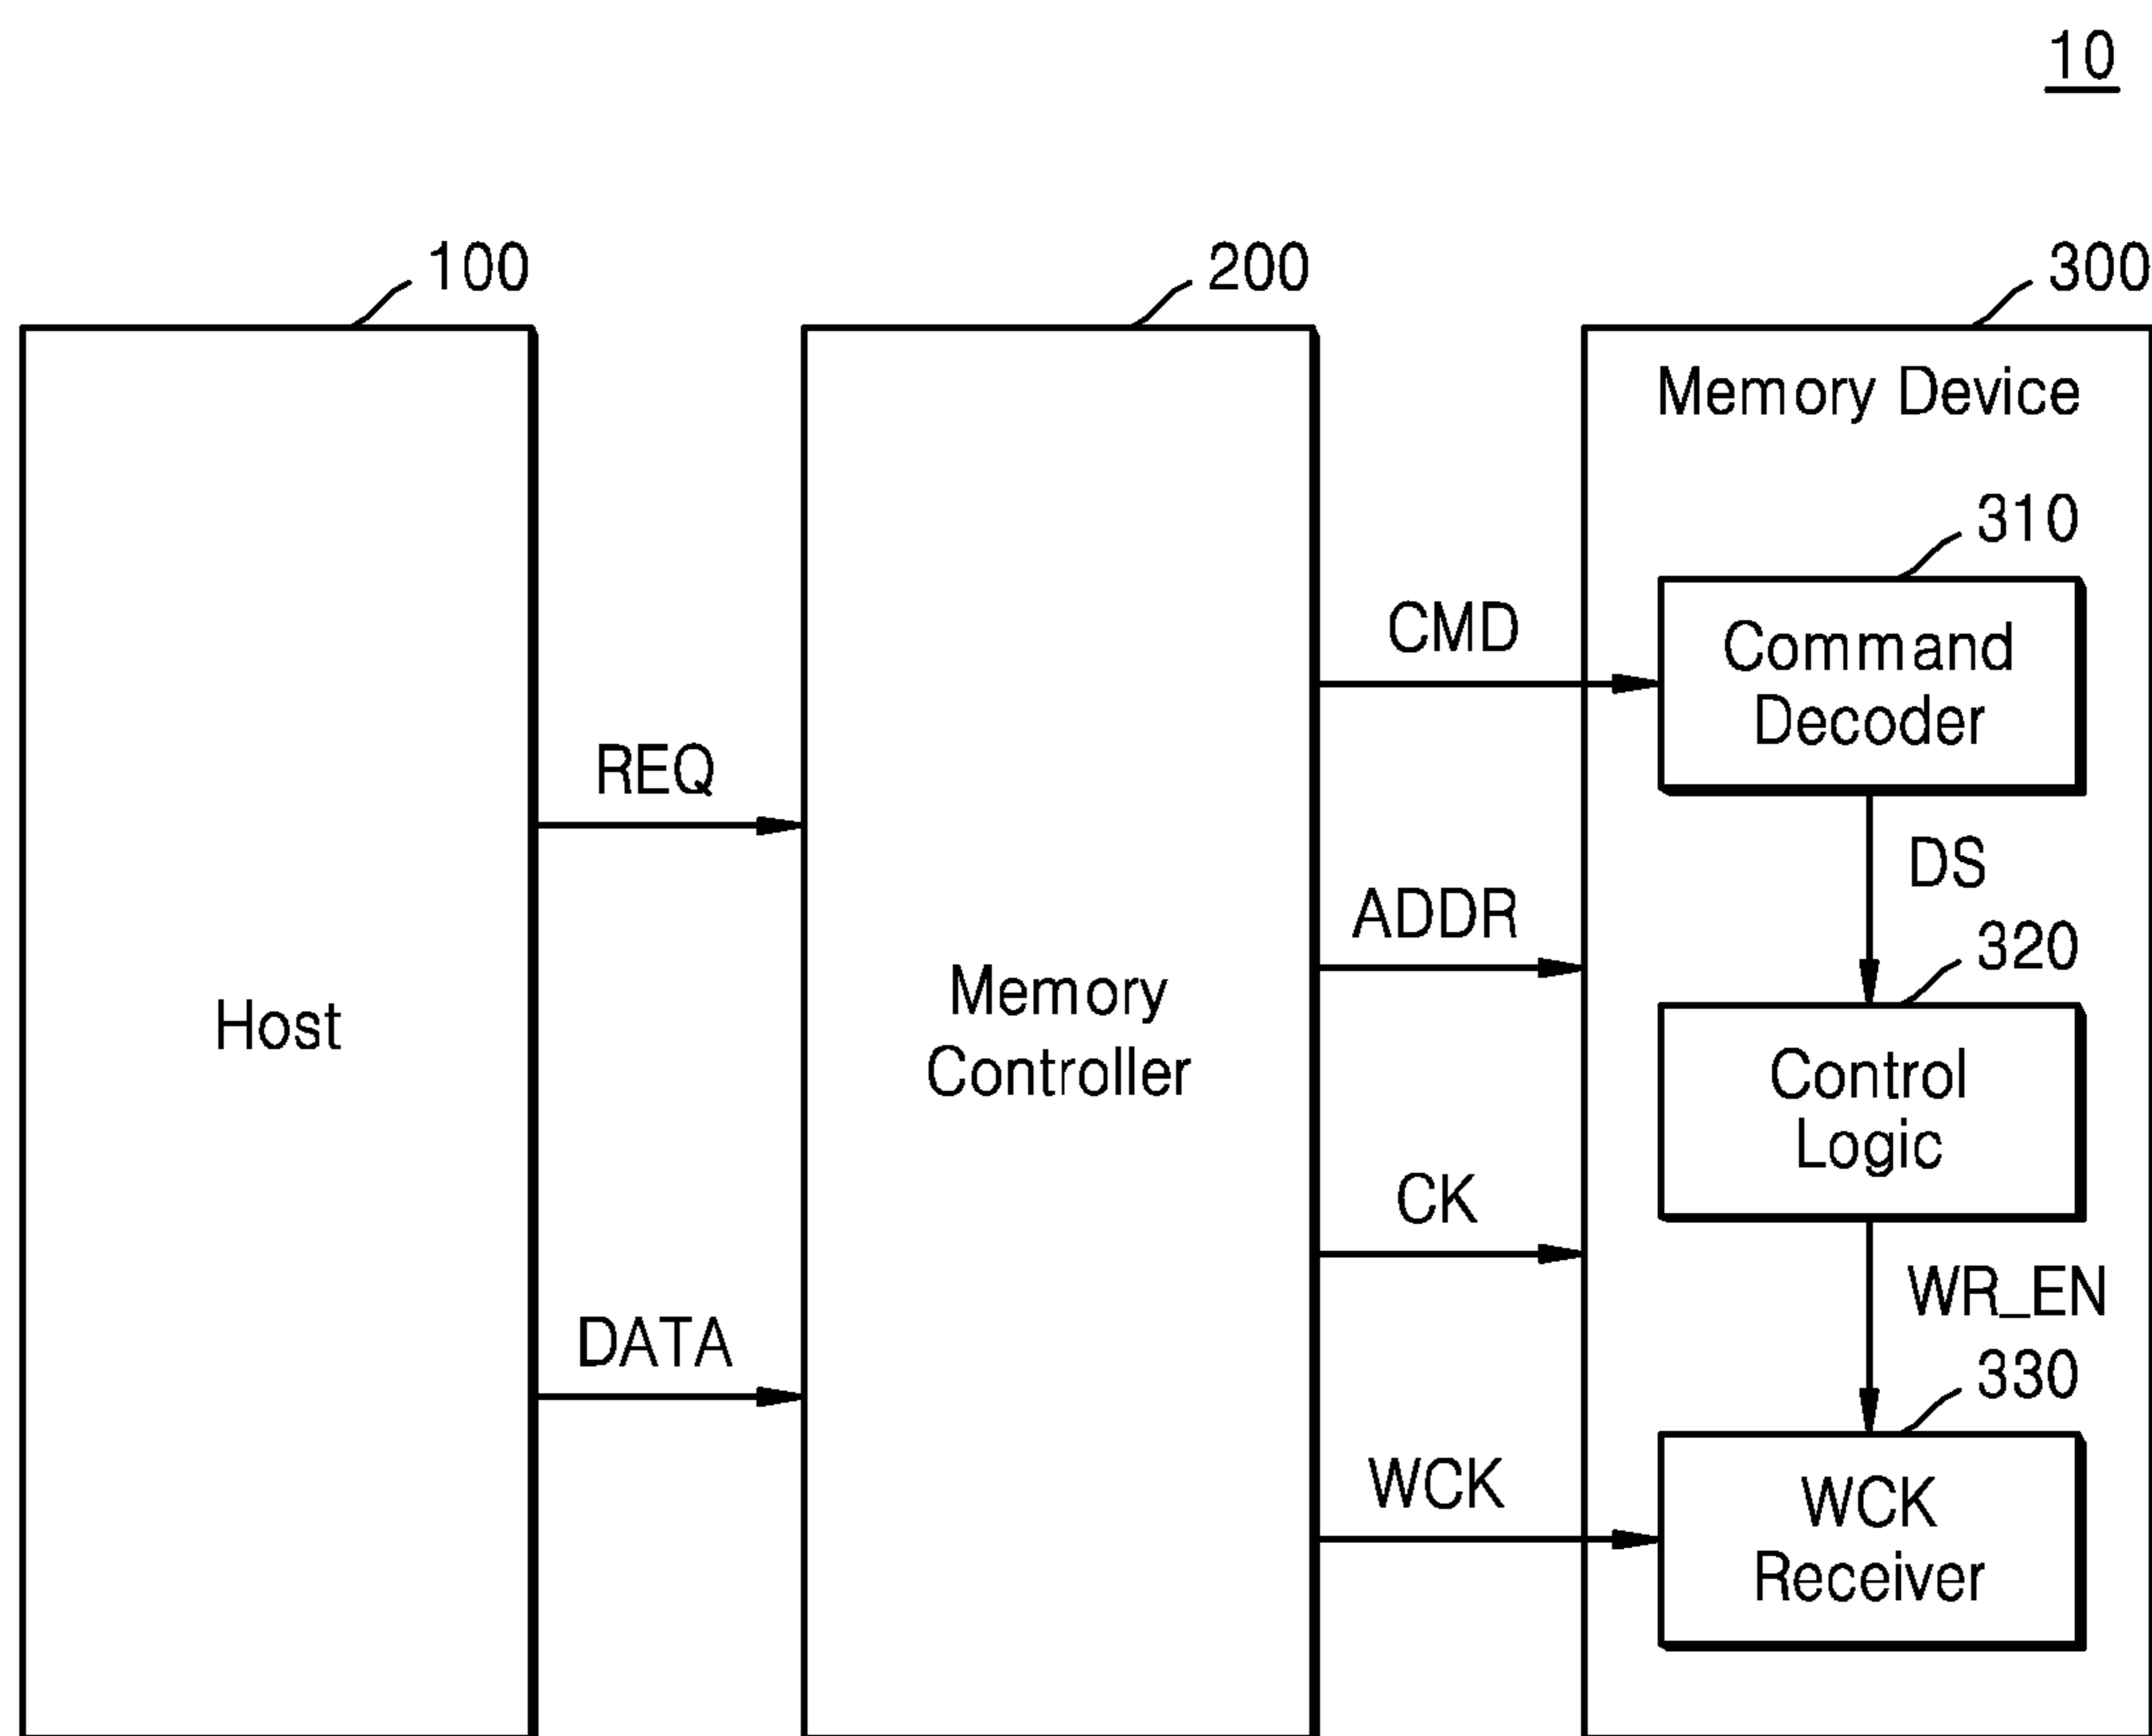 10
100
200
300
Memory Device
310
CMD
Command
Decoder
REQ
DS
ADDR
320
Host
Memory
Controller
Control
Logic
CK
WR_EN
DATA
330
WCK
WCK
Receiver